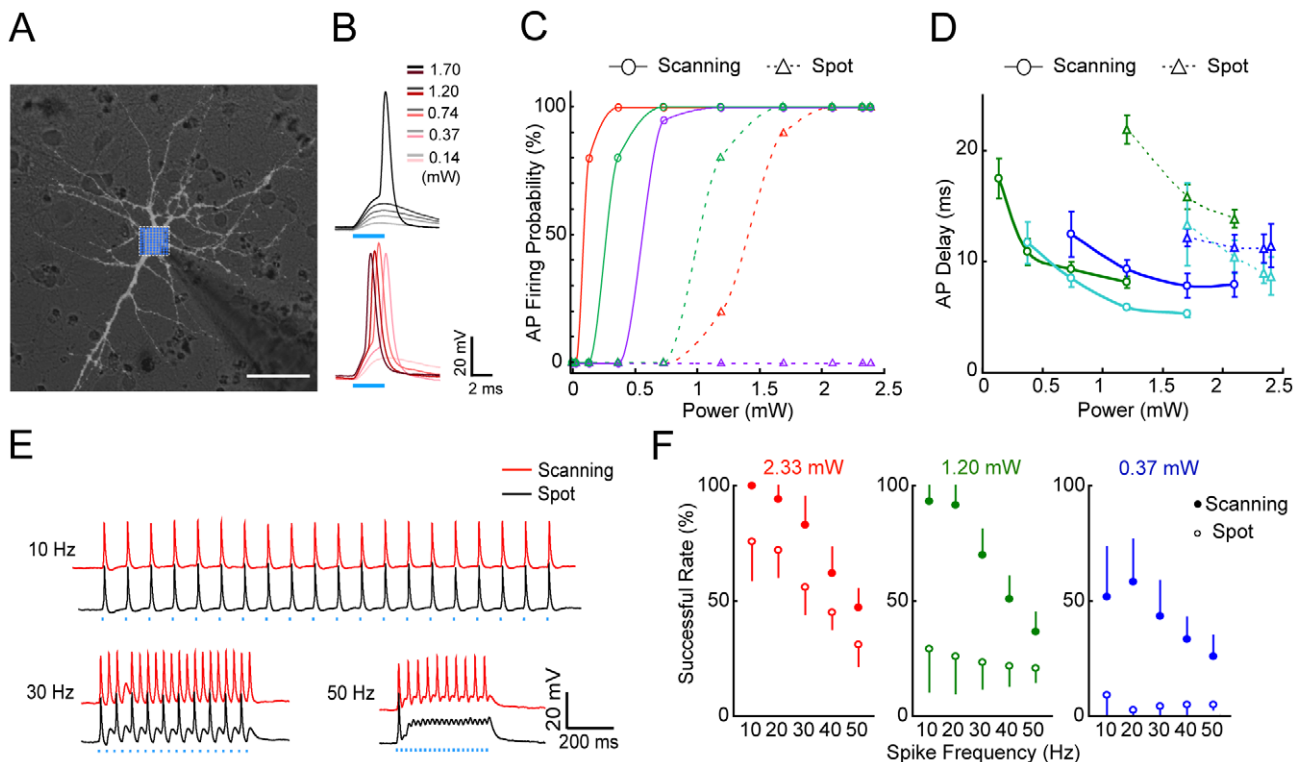 A
B
1.70
1.20
0.74
0.37
0.14
(mW)
20 mV
2 ms
C
Scanning
Spot
AP Firing Probability (%)
100
50
0
0
0.5
1
1.5
2
2.5
Power (mW)
D
Scanning
Spot
AP Delay (ms)
20
10
0
0
0.5
1
1.5
2
2.5
Power (mW)
E
Scanning
Spot
10 Hz
30 Hz
50 Hz
20 mV
200 ms
F
2.33 mW
1.20 mW
0.37 mW
Successful Rate (%)
100
50
0
100
50
0
100
50
0
Scanning
Spot
10 20 30 40 50
10 20 30 40 50
10 20 30 40 50
Spike Frequency (Hz)